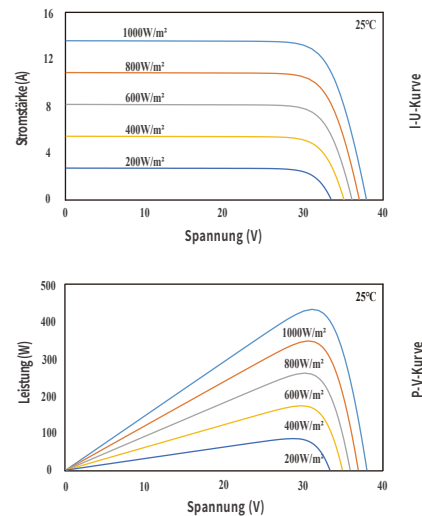 16
12
8
4
0
0
10
20
30
40
Stromstärke (A)
Spannung (V)
25°C
1000W/m²
800W/m²
600W/m²
400W/m²
200W/m²
I-U-Kurve
500
400
300
200
100
0
0
10
20
30
40
Leistung (W)
Spannung (V)
25°C
1000W/m²
800W/m²
600W/m²
400W/m²
200W/m²
P-V-Kurve